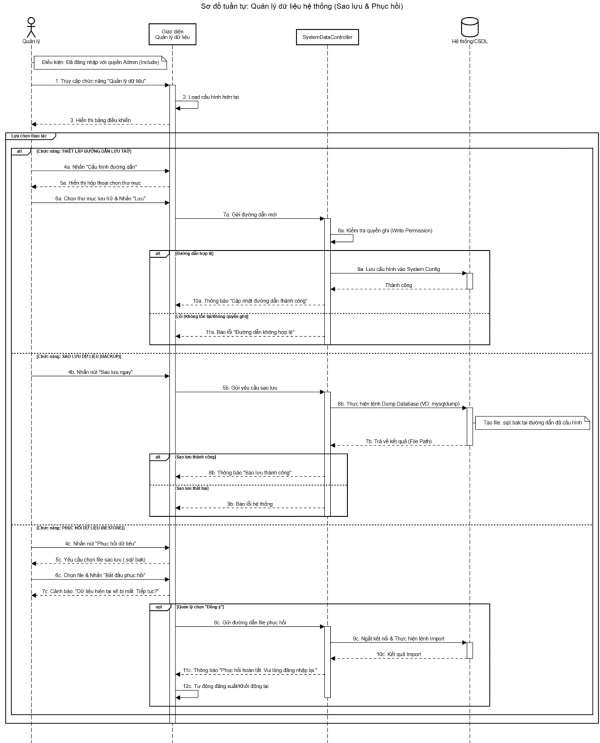 Sơ đồ tuần tự: Quản lý dữ liệu hệ thống (Sao lưu & Phục hồi)
Quản lý
Giao diện
Quản lý dữ liệu
SystemDataController
Hệ thống/CSDL
Điều kiện: Đã đăng nhập với quyền Admin (Include)
1. Truy cập chức năng "Quản lý dữ liệu"
2. Load cấu hình hiện tại
3. Hiển thị bảng điều khiển
Lựa chọn thao tác
alt
[Chức năng: THIẾT LẬP ĐƯỜNG DẪN LƯU TRỮ]
4a. Nhấn "Cấu hình đường dẫn"
5a. Hiển thị hộp thoại chọn thư mục
6a. Chọn thư mục lưu trữ & Nhấn "Lưu"
7a. Gửi đường dẫn mới
8a. Kiểm tra quyền ghi (Write Permission)
alt
[Đường dẫn hợp lệ]
9a. Lưu cấu hình vào System Config
Thành công
10a. Thông báo "Cập nhật đường dẫn thành công"
[Lỗi (Không tồn tại/không quyền ghi)]
11a. Báo lỗi "Đường dẫn không hợp lệ"
[Chức năng: SAO LƯU DỮ LIỆU (BACKUP)]
4b. Nhấn nút "Sao lưu ngay"
5b. Gửi yêu cầu sao lưu
6b. Thực hiện lệnh Dump Database (VD: mysqldump)
Tạo file .sql/.bak tại đường dẫn đã cấu hình
7b. Trả về kết quả (File Path)
alt
[Sao lưu thành công]
8b. Thông báo "Sao lưu thành công"
[Sao lưu thất bại]
9b. Báo lỗi hệ thống
[Chức năng: PHỤC HỒI DỮ LIỆU (RESTORE)]
4c. Nhấn nút "Phục hồi dữ liệu"
5c. Yêu cầu chọn file sao lưu (.sql/.bak)
6c. Chọn file & Nhấn "Bắt đầu phục hồi"
7c. Cảnh báo "Dữ liệu hiện tại sẽ bị mất. Tiếp tục?"
opt
[Quản lý chọn "Đồng ý"]
8c. Gửi đường dẫn file phục hồi
9c. Ngắt kết nối & Thực hiện lệnh Import
10c. Kết quả Import
11c. Thông báo "Phục hồi hoàn tất. Vui lòng đăng nhập lại."
12c. Tự động đăng xuất/Khởi động lại